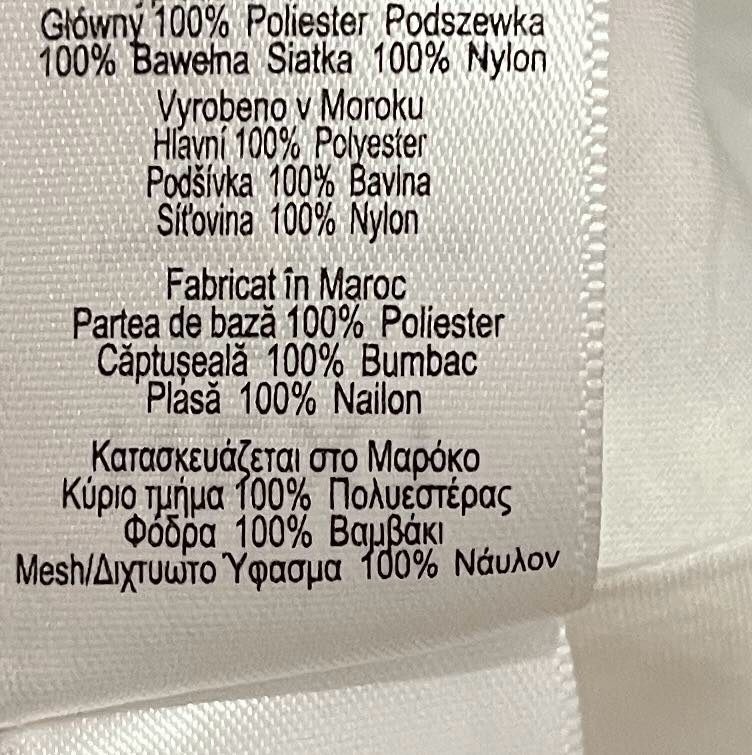 Główny 100% Poliester Podszewka
100% Bawełna Siatka 100% Nylon
Vyrobeno v Moroku
Hlavní 100% Polyester
Podšívka 100% Bavlna
Síťovina 100% Nylon
Fabricat în Maroc
Partea de bază 100% Poliester
Căptușeală 100% Bumbac
Plasă 100% Nailon
Κατασκευάζεται στο Μαρόκο
Κύριο τμήμα 100% Πολυεστέρας
Φόδρα 100% Βαμβάκι
Mesh/Διχτυωτο Ύφασμα 100% Νάυλον